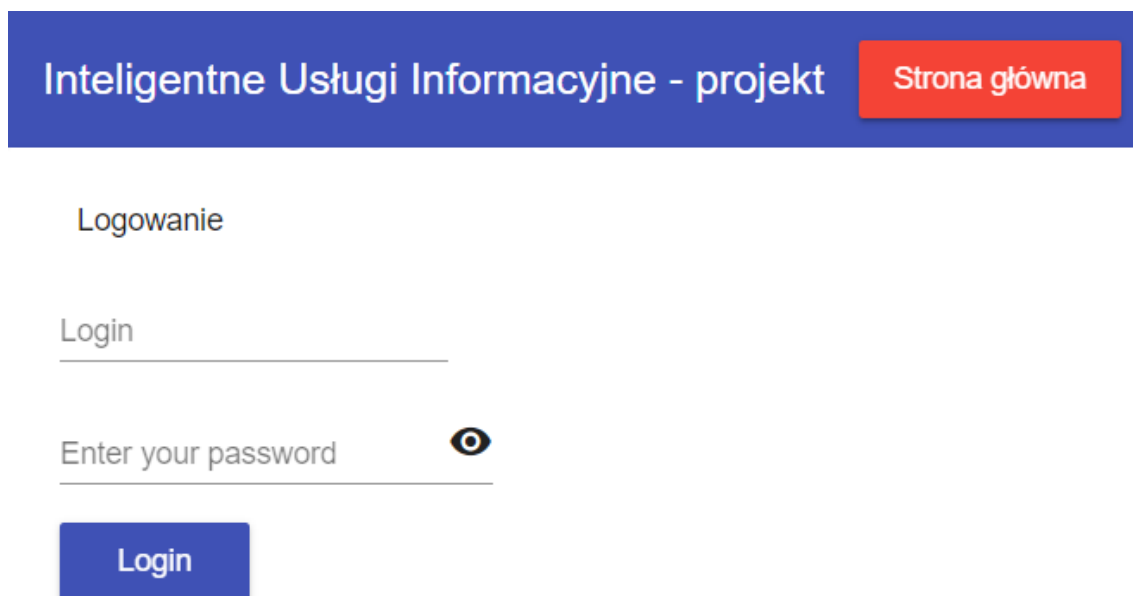 Inteligentne Usługi Informacyjne - projekt Strona główna
Logowanie
Login
Enter your password
Login